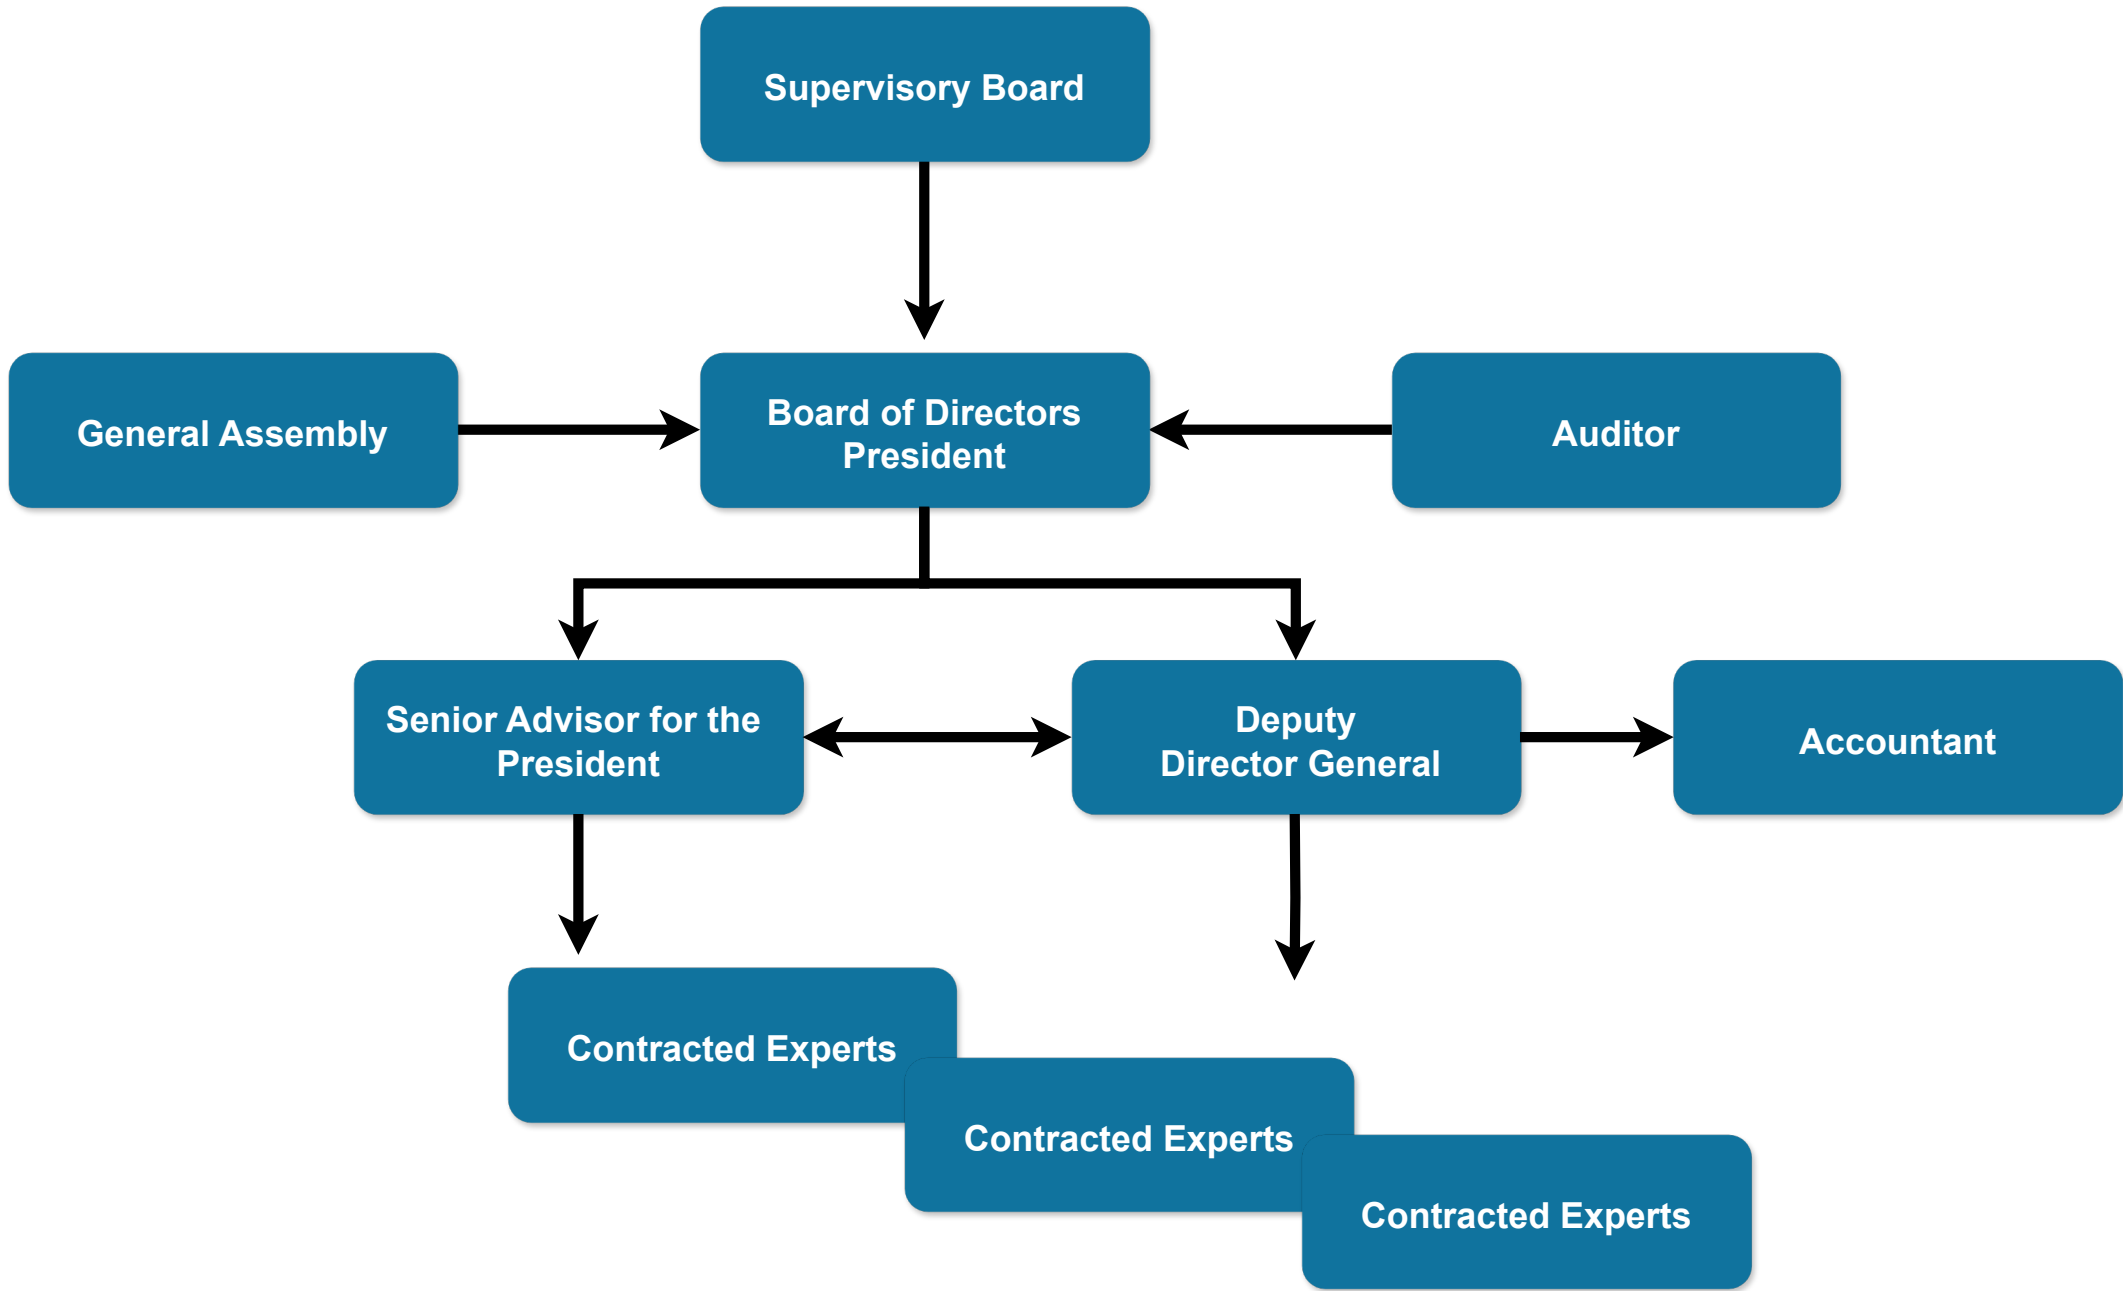 Supervisory Board
General Assembly
Board of Directors
President
Auditor
Senior Advisor for the
President
Deputy
Director General
Accountant
Contracted Experts
Contracted Experts
Contracted Experts